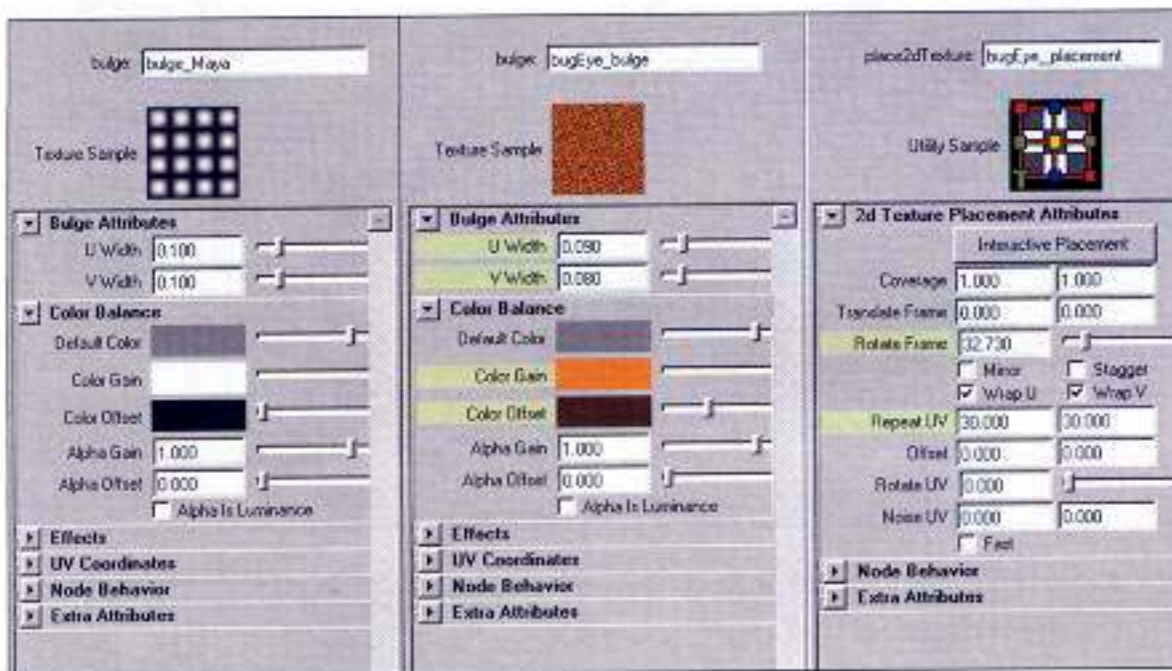 bulge: bulge_Maya
Texture Sample
Bulge Attributes
U Width 0.100
V Width 0.100
Color Balance
Default Color
Color Gain
Color Offset
Alpha Gain 1.000
Alpha Offset 0.000
Alpha Is Luminance
Effects
UV Coordinates
Node Behavior
Extra Attributes
bulge: bugEye_bulge
Texture Sample
Bulge Attributes
U Width 0.090
V Width 0.080
Color Balance
Default Color
Color Gain
Color Offset
Alpha Gain 1.000
Alpha Offset 0.000
Alpha Is Luminance
Effects
UV Coordinates
Node Behavior
Extra Attributes
place2dTexture: bugEye_placement
Utility Sample
2d Texture Placement Attributes
Interactive Placement
Coverage 1.000 1.000
Translate Frame 0.000 0.000
Rotate Frame 32.730
Mirror Stagger
Wrap U Wrap V
Repeat UV 30.000 30.000
Offset 0.000 0.000
Rotate UV 0.000
Noise UV 0.000 0.000
Fast
Node Behavior
Extra Attributes